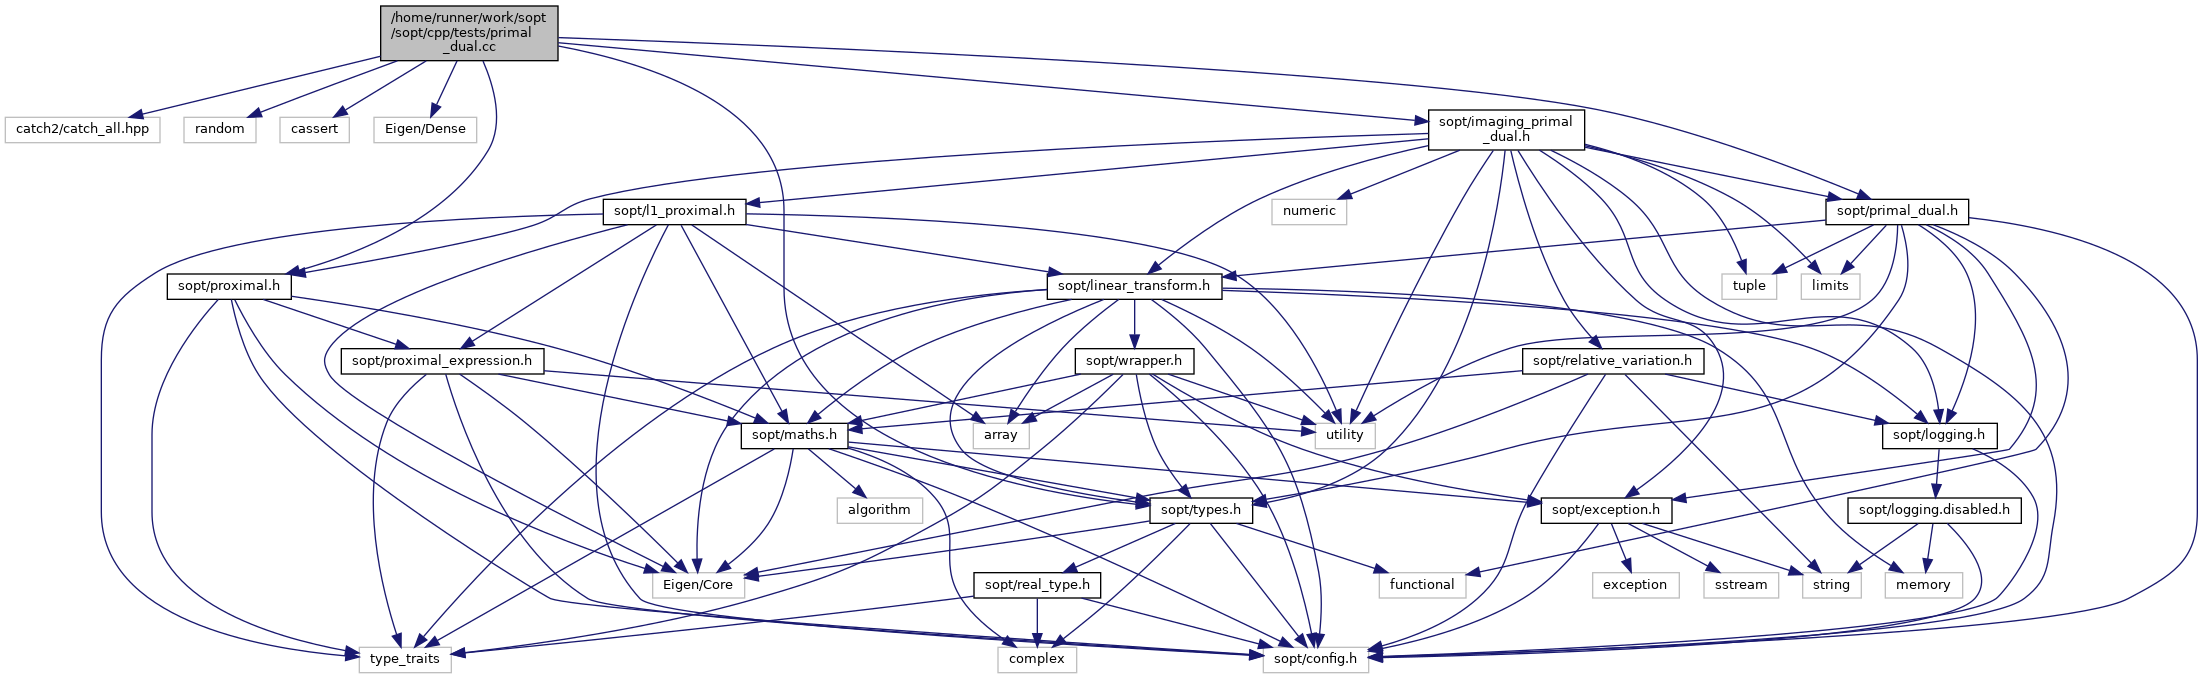 /home/runner/work/sopt
/sopt/cpp/tests/primal
_dual.cc
catch2/catch_all.hpp
random
cassert
Eigen/Dense
sopt/imaging_primal
_dual.h
sopt/l1_proximal.h
numeric
sopt/primal_dual.h
sopt/proximal.h
sopt/linear_transform.h
tuple
limits
sopt/proximal_expression.h
sopt/wrapper.h
sopt/relative_variation.h
sopt/maths.h
array
utility
sopt/logging.h
algorithm
sopt/types.h
sopt/exception.h
sopt/logging.disabled.h
Eigen/Core
sopt/real_type.h
functional
exception
sstream
string
memory
type_traits
complex
sopt/config.h